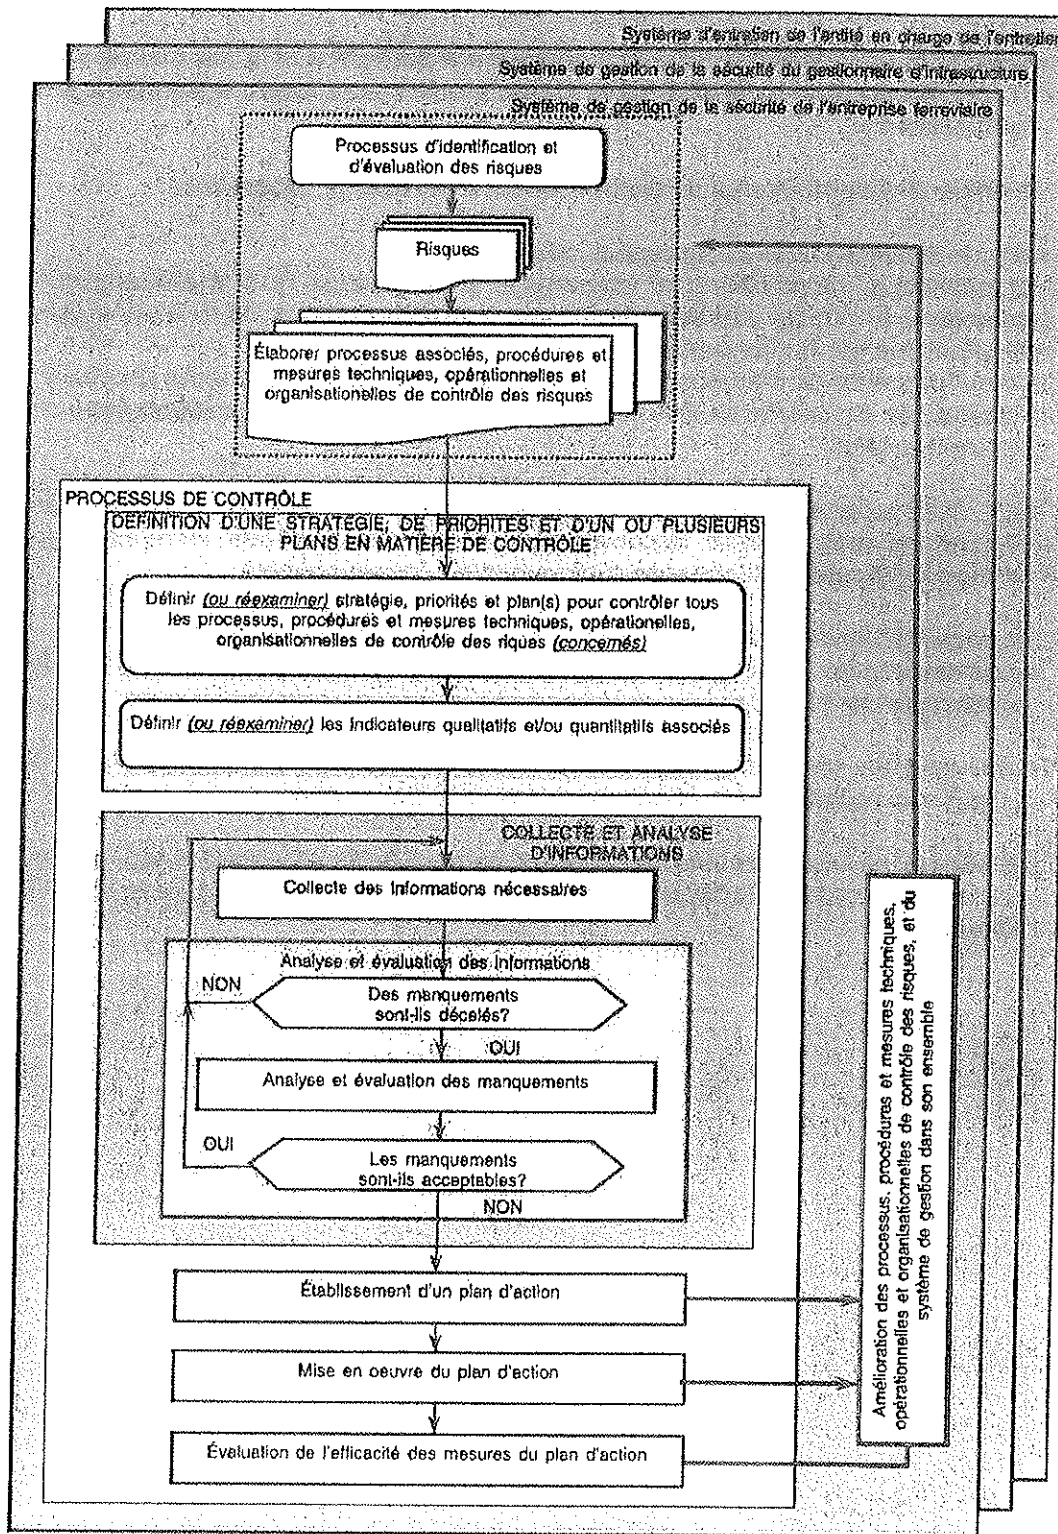 Système d'entretien de l'entité en charge de l'entretien
Système de gestion de la sécurité du gestionnaire d'infrastructure
Système de gestion de la sécurité de l'entreprise ferroviaire
Processus d'identification et
d'évaluation des risques
Risques
Élaborer processus associés, procédures et
mesures techniques, opérationnelles et
organisationelles de contrôle des risques
PROCESSUS DE CONTRÔLE
DÉFINITION D'UNE STRATÉGIE, DE PRIORITÉS ET D'UN OU PLUSIEURS
PLANS EN MATIÈRE DE CONTRÔLE
Définir (ou réexaminer) stratégie, priorités et plan(s) pour contrôler tous
les processus, procédures et mesures techniques, opérationelles,
organisationnelles de contrôle des riques (concernés)
Définir (ou réexaminer) les indicateurs qualitatifs et/ou quantitatifs associés
COLLECTE ET ANALYSE
D'INFORMATIONS
Collecte des informations nécessaires
Analyse et évaluation des informations
NON
Des manquements
sont-ils décelés?
OUI
Analyse et évaluation des manquements
OUI
Les manquements
sont-ils acceptables?
NON
Établissement d'un plan d'action
Mise en oeuvre du plan d'action
Évaluation de l'efficacité des mesures du plan d'action
Amélioration des processus, procédures et mesures techniques,
opérationnelles et organisationnelles de contrôle des risques, et du
système de gestion dans son ensemble